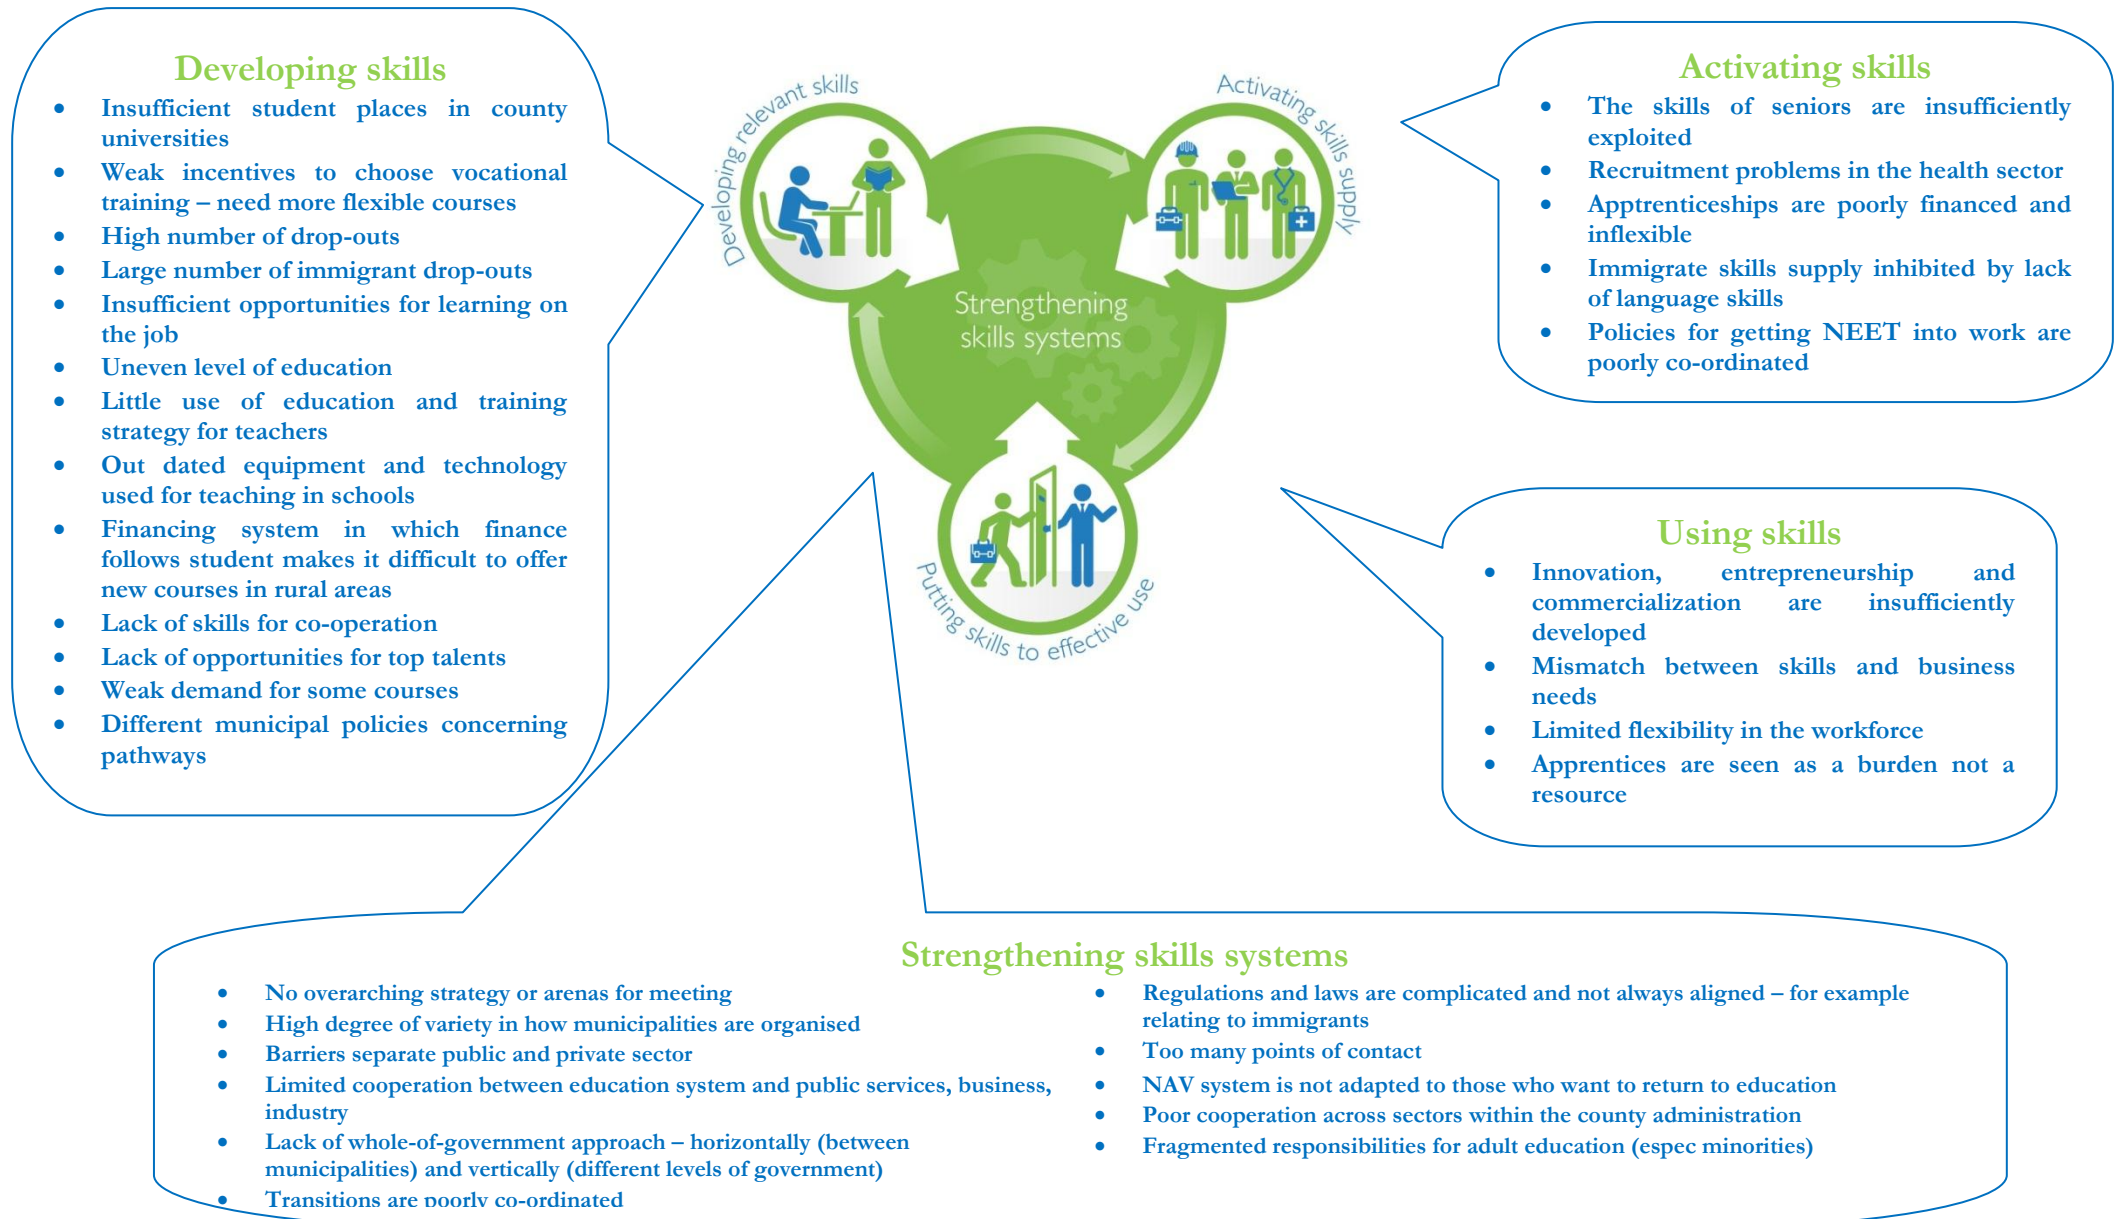 Developing skills
• Insufficient student places in county
universities
• Weak incentives to choose vocational
training – need more flexible courses
• High number of drop-outs
• Large number of immigrant drop-outs
• Insufficient opportunities for learning on
the job
• Uneven level of education
• Little use of education and training
strategy for teachers
• Out dated equipment and technology
used for teaching in schools
• Financing system in which finance
follows student makes it difficult to offer
new courses in rural areas
• Lack of skills for co-operation
• Lack of opportunities for top talents
• Weak demand for some courses
• Different municipal policies concerning
pathways
Developing relevant skills
Activating skills supply
Strengthening
skills systems
Putting skills to effective use
Activating skills
• The skills of seniors are insufficiently
exploited
• Recruitment problems in the health sector
• Apptrenticeships are poorly financed and
inflexible
• Immigrate skills supply inhibited by lack
of language skills
• Policies for getting NEET into work are
poorly co-ordinated
Using skills
• Innovation, entrepreneurship and
commercialization are insufficiently
developed
• Mismatch between skills and business
needs
• Limited flexibility in the workforce
• Apprentices are seen as a burden not a
resource
Strengthening skills systems
• No overarching strategy or arenas for meeting
• High degree of variety in how municipalities are organised
• Barriers separate public and private sector
• Limited cooperation between education system and public services, business,
industry
• Lack of whole-of-government approach – horizontally (between
municipalities) and vertically (different levels of government)
• Transitions are poorly co-ordinated
• Regulations and laws are complicated and not always aligned – for example
relating to immigrants
• Too many points of contact
• NAV system is not adapted to those who want to return to education
• Poor cooperation across sectors within the county administration
• Fragmented responsibilities for adult education (espec minorities)